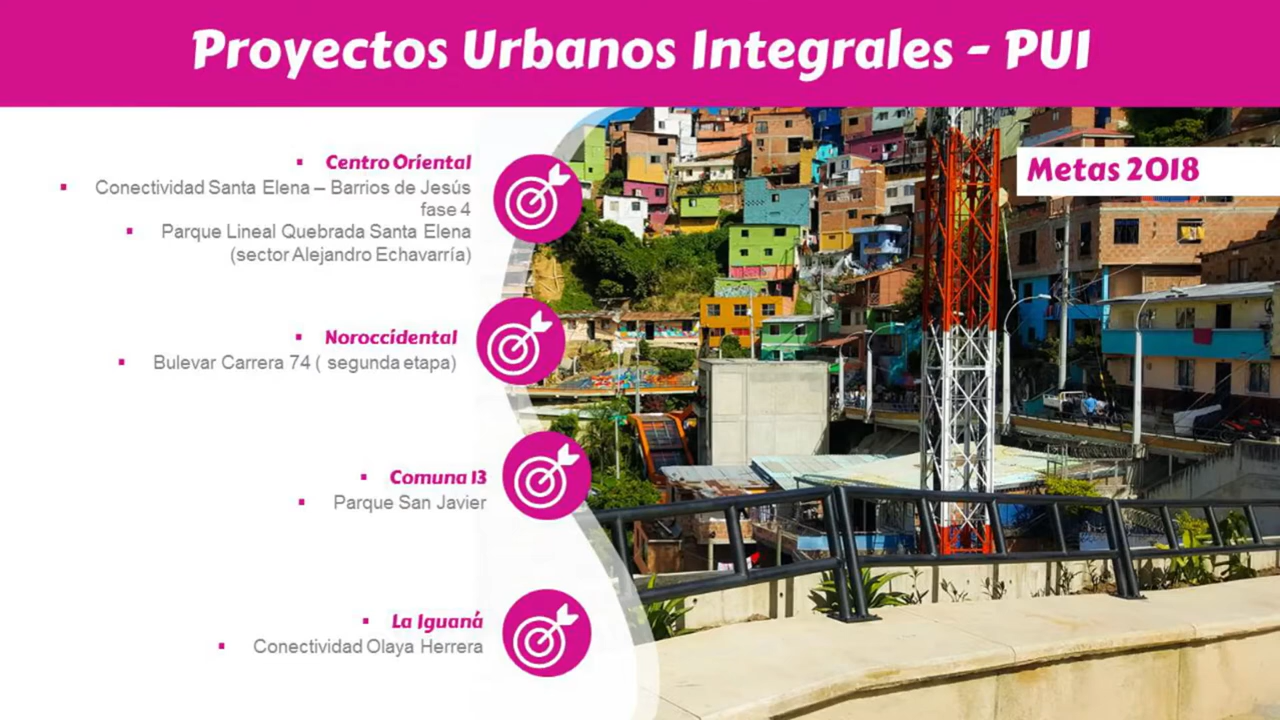 Proyectos Urbanos Integrales - PUI
Metas 2018
▪ Centro Oriental
▪ Conectividad Santa Elena – Barrios de Jesús
fase 4
▪ Parque Lineal Quebrada Santa Elena
(sector Alejandro Echavarría)
▪ Noroccidental
▪ Bulevar Carrera 74 ( segunda etapa)
▪ Comuna 13
▪ Parque San Javier
▪ La Iguaná
▪ Conectividad Olaya Herrera